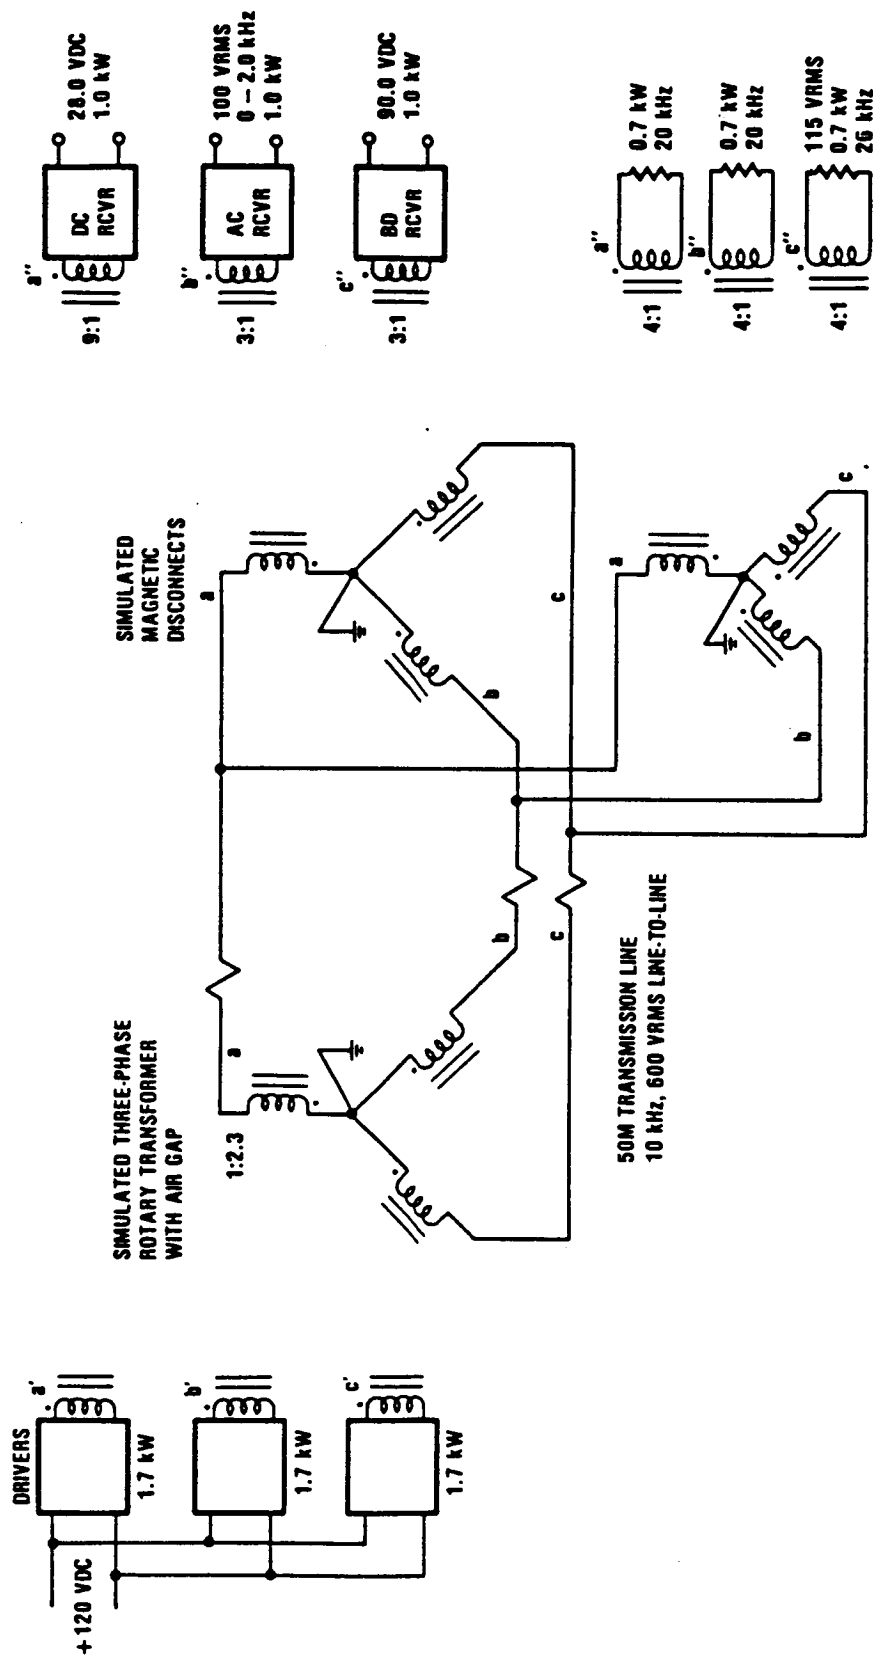 DRIVERS
+120 VDC
a'
1.7 kW
b'
1.7 kW
c'
1.7 kW
SIMULATED THREE-PHASE
ROTARY TRANSFORMER
WITH AIR GAP
1:2.3
a
b
c
50M TRANSMISSION LINE
10 kHz, 600 VRMS LINE-TO-LINE
SIMULATED
MAGNETIC
DISCONNECTS
a
b
c
a
b
c
9:1
a''
DC
RCVR
28.0 VDC
1.0 kW
3:1
b''
AC
RCVR
100 VRMS
0 – 2.0 kHz
1.0 kW
3:1
c''
BD
RCVR
90.0 VDC
1.0 kW
4:1
a''
0.7 kW
20 kHz
4:1
b''
0.7 kW
20 kHz
4:1
c''
115 VRMS
0.7 kW
26 kHz